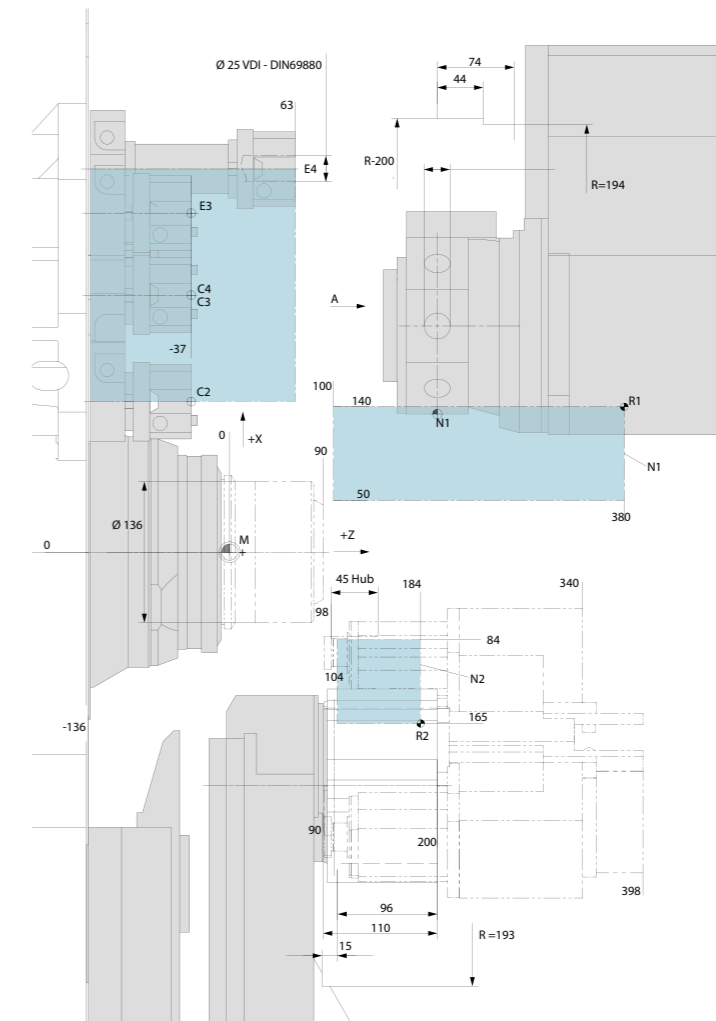 74
Ø 25 VDI - DIN69880
44
63
R-200
E4
R=194
E3
C4
C3
A
-37
100
C2
140
R1
N1
0
+X
90
N1
50
Ø 136
380
M
+Z
0
45 Hub
184
340
98
84
104
N2
165
-136
R2
90
200
398
96
110
15
R =193